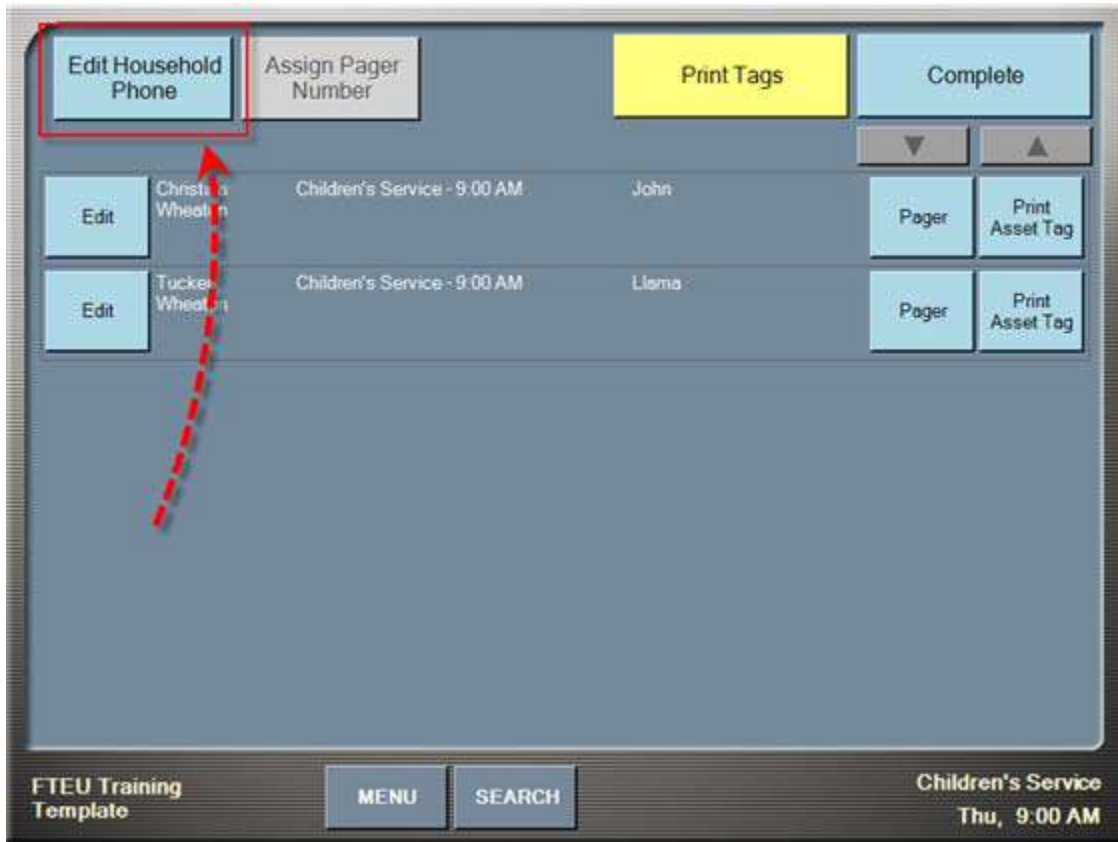 Edit Household
Phone
Assign Pager
Number
Print Tags
Complete
Edit
Children's Service - 9:00 AM
John
Pager
Print
Asset Tag
Wheaton
Edit
Children's Service - 9:00 AM
Llama
Pager
Print
Asset Tag
FTEU Training
Template
MENU
SEARCH
Children's Service
Thu, 9:00 AM